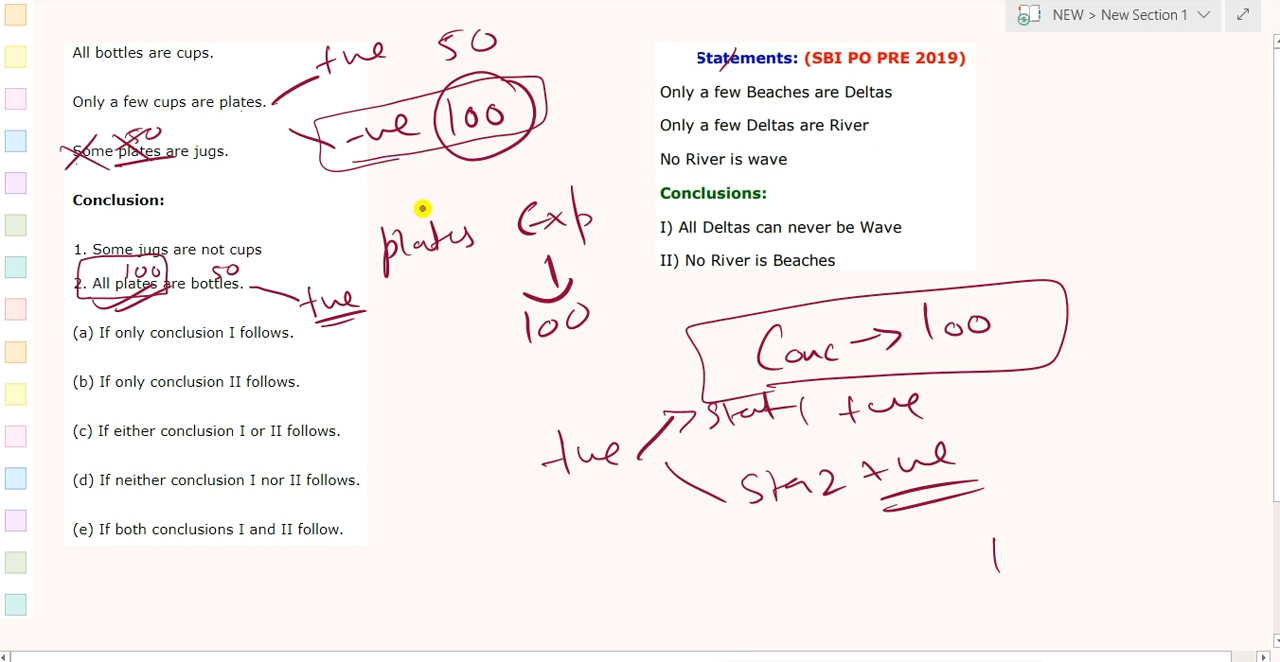 NEW > New Section 1
All bottles are cups.
+ve 50
Only a few cups are plates.
-ve 100
50
Some plates are jugs.
Conclusion:
1. Some jugs are not cups
100 50
2. All plates are bottles.
+ve
(a) If only conclusion I follows.
(b) If only conclusion II follows.
(c) If either conclusion I or II follows.
(d) If neither conclusion I nor II follows.
(e) If both conclusions I and II follow.
plates Exp
100
Statements: (SBI PO PRE 2019)
Only a few Beaches are Deltas
Only a few Deltas are River
No River is wave
Conclusions:
I) All Deltas can never be Wave
II) No River is Beaches
Conc → 100
Stat 1 +ve
+ve
Sta 2 +ve